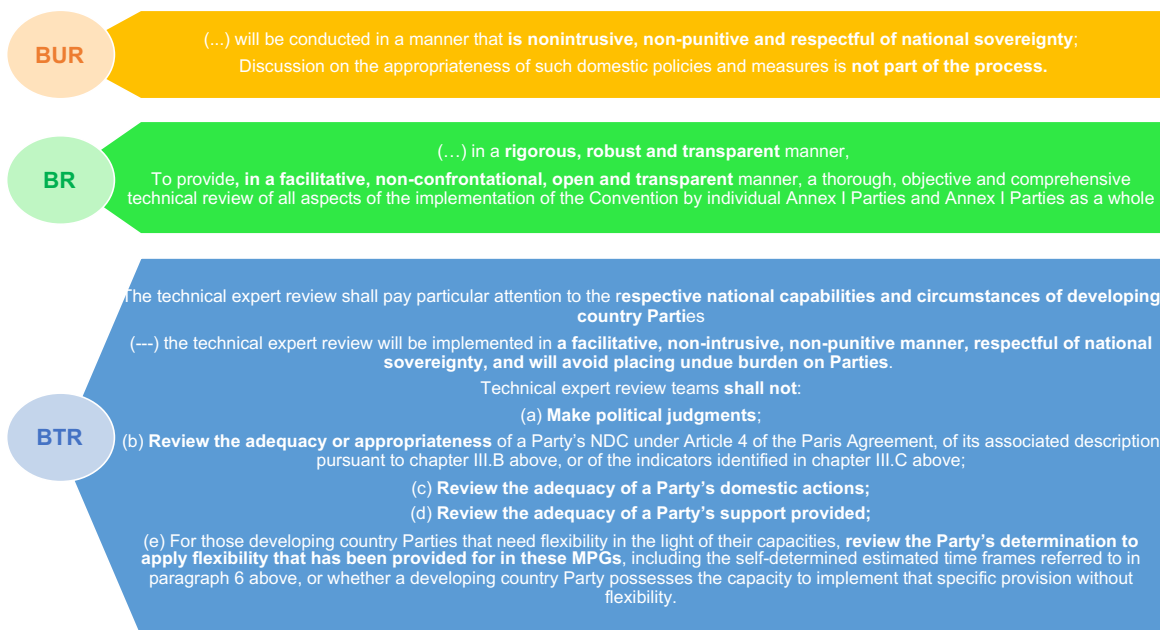 BUR
(...) will be conducted in a manner that is nonintrusive, non-punitive and respectful of national sovereignty;
Discussion on the appropriateness of such domestic policies and measures is not part of the process.
BR
(…) in a rigorous, robust and transparent manner,
To provide, in a facilitative, non-confrontational, open and transparent manner, a thorough, objective and comprehensive
technical review of all aspects of the implementation of the Convention by individual Annex I Parties and Annex I Parties as a whole
BTR
The technical expert review shall pay particular attention to the respective national capabilities and circumstances of developing
country Parties
(---) the technical expert review will be implemented in a facilitative, non-intrusive, non-punitive manner, respectful of national
sovereignty, and will avoid placing undue burden on Parties.
Technical expert review teams shall not:
(a) Make political judgments;
(b) Review the adequacy or appropriateness of a Party's NDC under Article 4 of the Paris Agreement, of its associated description
pursuant to chapter III.B above, or of the indicators identified in chapter III.C above;
(c) Review the adequacy of a Party's domestic actions;
(d) Review the adequacy of a Party's support provided;
(e) For those developing country Parties that need flexibility in the light of their capacities, review the Party's determination to
apply flexibility that has been provided for in these MPGs, including the self-determined estimated time frames referred to in
paragraph 6 above, or whether a developing country Party possesses the capacity to implement that specific provision without
flexibility.